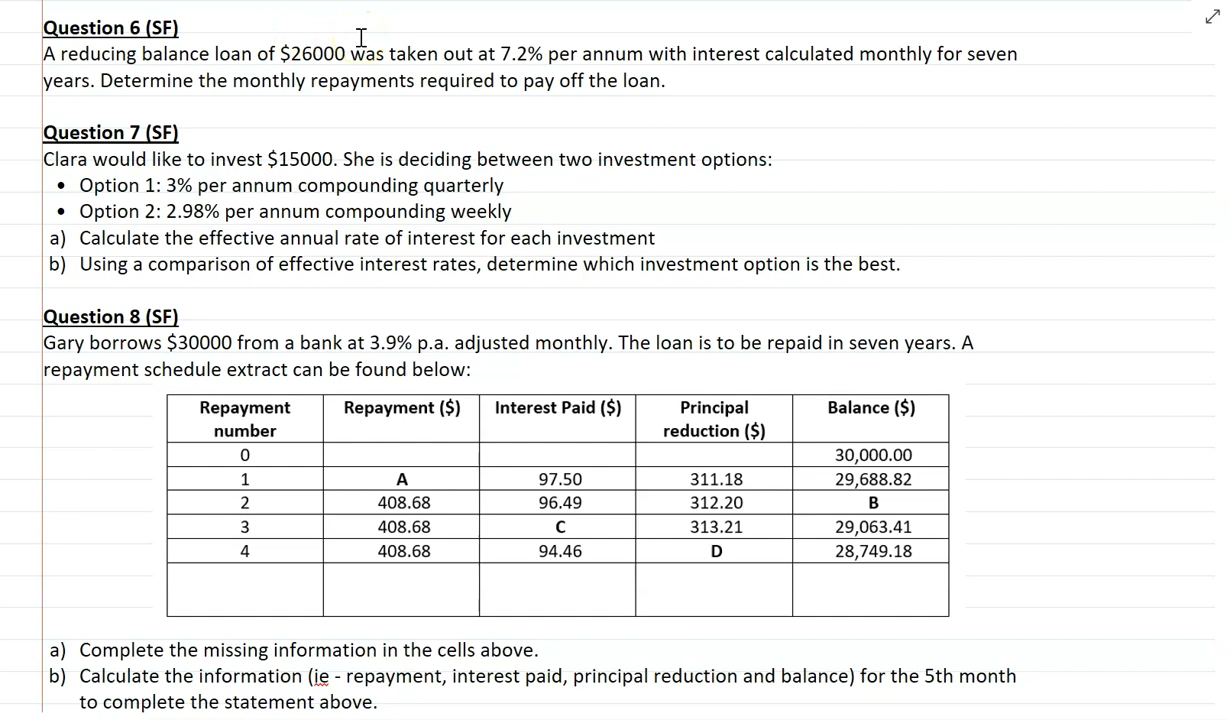 Question 6 (SF)
A reducing balance loan of $26000 was taken out at 7.2% per annum with interest calculated monthly for seven
years. Determine the monthly repayments required to pay off the loan.
Question 7 (SF)
Clara would like to invest $15000. She is deciding between two investment options:
• Option 1: 3% per annum compounding quarterly
• Option 2: 2.98% per annum compounding weekly
a) Calculate the effective annual rate of interest for each investment
b) Using a comparison of effective interest rates, determine which investment option is the best.
Question 8 (SF)
Gary borrows $30000 from a bank at 3.9% p.a. adjusted monthly. The loan is to be repaid in seven years. A
repayment schedule extract can be found below:
Repayment number Repayment ($) Interest Paid ($) Principal reduction ($) Balance ($)
0 30,000.00
1 A 97.50 311.18 29,688.82
2 408.68 96.49 312.20 B
3 408.68 C 313.21 29,063.41
4 408.68 94.46 D 28,749.18
a) Complete the missing information in the cells above.
b) Calculate the information (ie - repayment, interest paid, principal reduction and balance) for the 5th month
to complete the statement above.